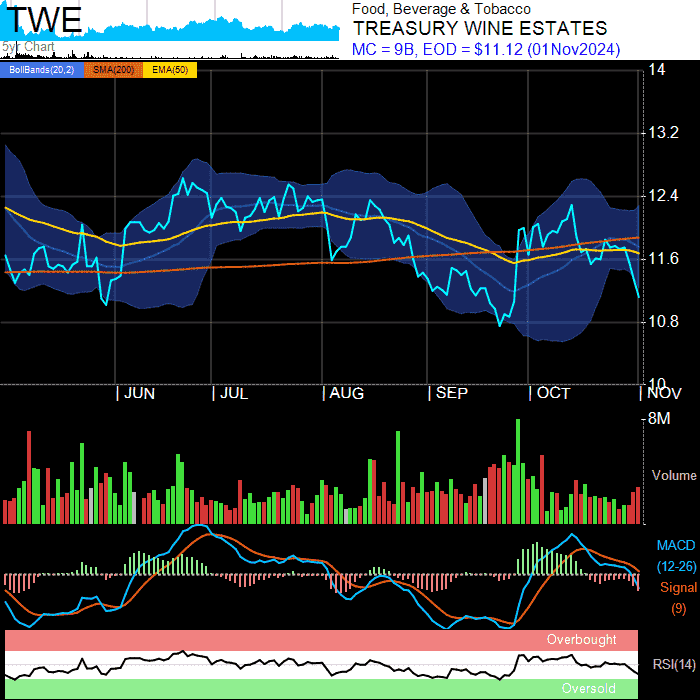 TWE
5yr Chart
Food, Beverage & Tobacco
TREASURY WINE ESTATES
MC = 9B, EOD = $11.12 (01Nov2024)
BollBands(20,2) SMA(200) EMA(50)
14
13.2
12.4
11.6
10.8
10
JUN JUL AUG SEP OCT NOV
8M
Volume
MACD
(12-26)
Signal
(9)
Overbought
RSI(14)
Oversold